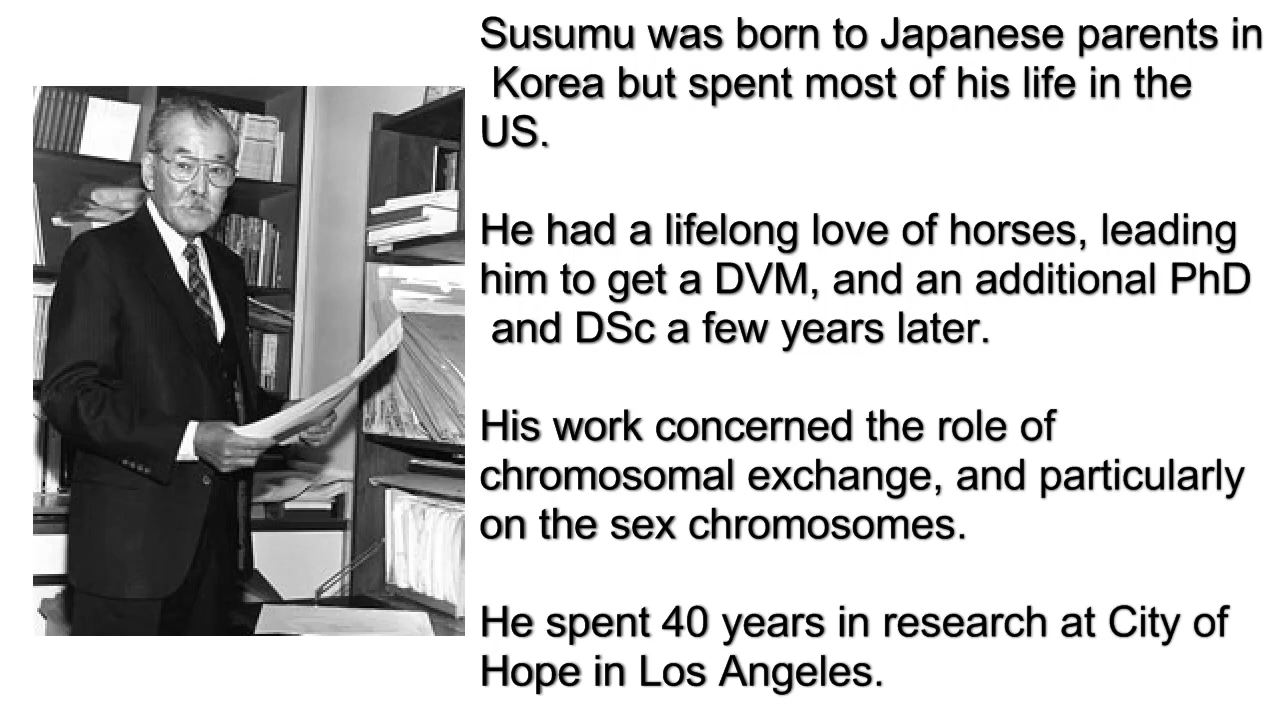 Susumu was born to Japanese parents in
Korea but spent most of his life in the
US.
He had a lifelong love of horses, leading
him to get a DVM, and an additional PhD
and DSc a few years later.
His work concerned the role of
chromosomal exchange, and particularly
on the sex chromosomes.
He spent 40 years in research at City of
Hope in Los Angeles.